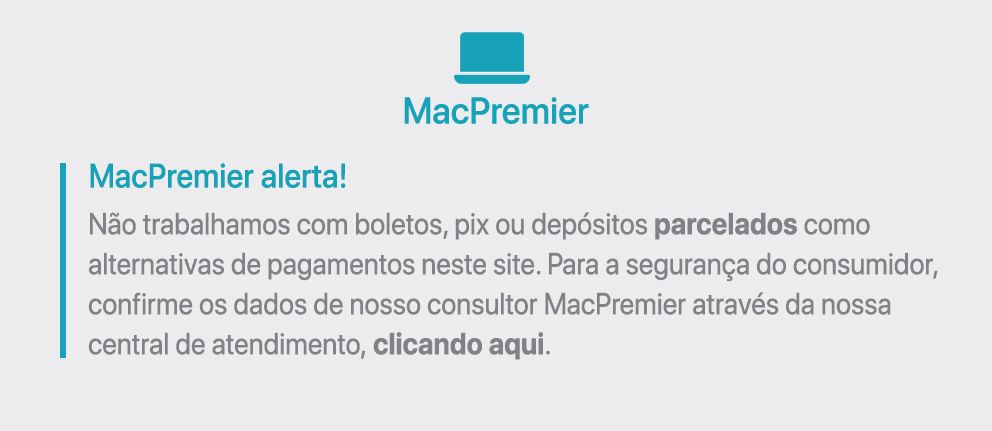 MacPremier
MacPremier alerta!
Não trabalhamos com boletos, pix ou depósitos parcelados como
alternativas de pagamentos neste site. Para a segurança do consumidor,
confirme os dados de nosso consultor MacPremier através da nossa
central de atendimento, clicando aqui.